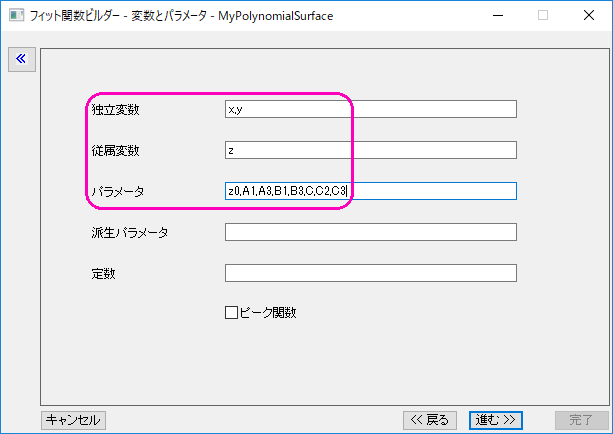 フィット関数ビルダー - 変数とパラメータ - MyPolynomialSurface
独立変数 x,y
従属変数 z
パラメータ z0,A1,A3,B1,B3,C,C2,C3
派生パラメータ
定数
ピーク関数
キャンセル << 戻る 進む >> 完了